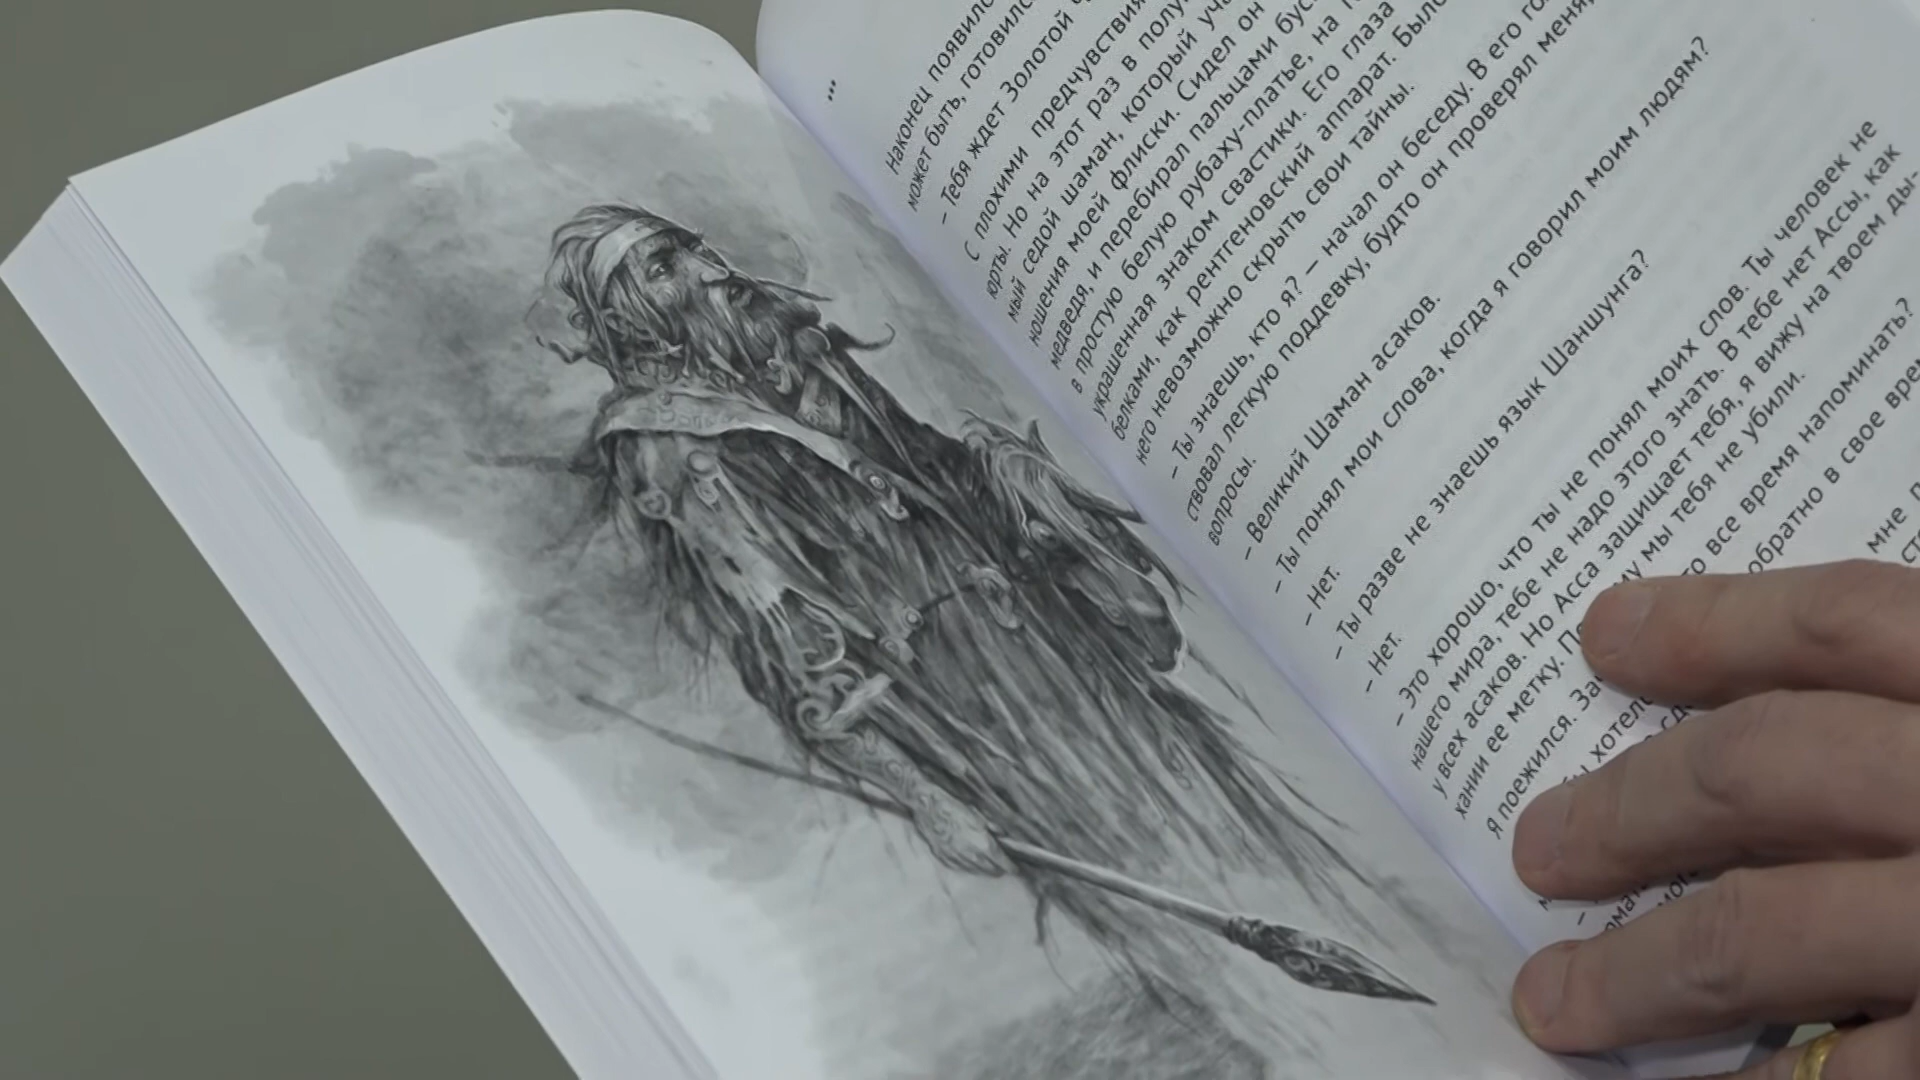 ...
Наконец появился
может быть, готовился
– Тебя ждет Золотой
С плохими предчувствия
юрты. Но на этот раз в полу
мый седой шаман, который уча
ношения моей флиски. Сидел он
медведя, и перебирал пальцами бус
в простую белую рубаху-платье, на
украшенная знаком свастики. Его глаза
белками, как рентгеновский аппарат. Было
него невозможно скрыть свои тайны.
– Ты знаешь, кто я? – начал он беседу. В его го
ствовал легкую поддевку, будто он проверял меня,
вопросы.
– Великий Шаман асаков.
– Ты понял мои слова, когда я говорил моим людям?
– Нет.
– Ты разве не знаешь язык Шаншунга?
– Нет.
– Это хорошо, что ты не понял моих слов. Ты человек не
нашего мира, тебе не надо этого знать. В тебе нет Ассы, как
у всех асаков. Но Асса защищает тебя, я вижу на твоем ды-
хании ее метку. мы тебя не убили.
Я поежился. все время напоминать?
хотел обратно в свое врем
мне